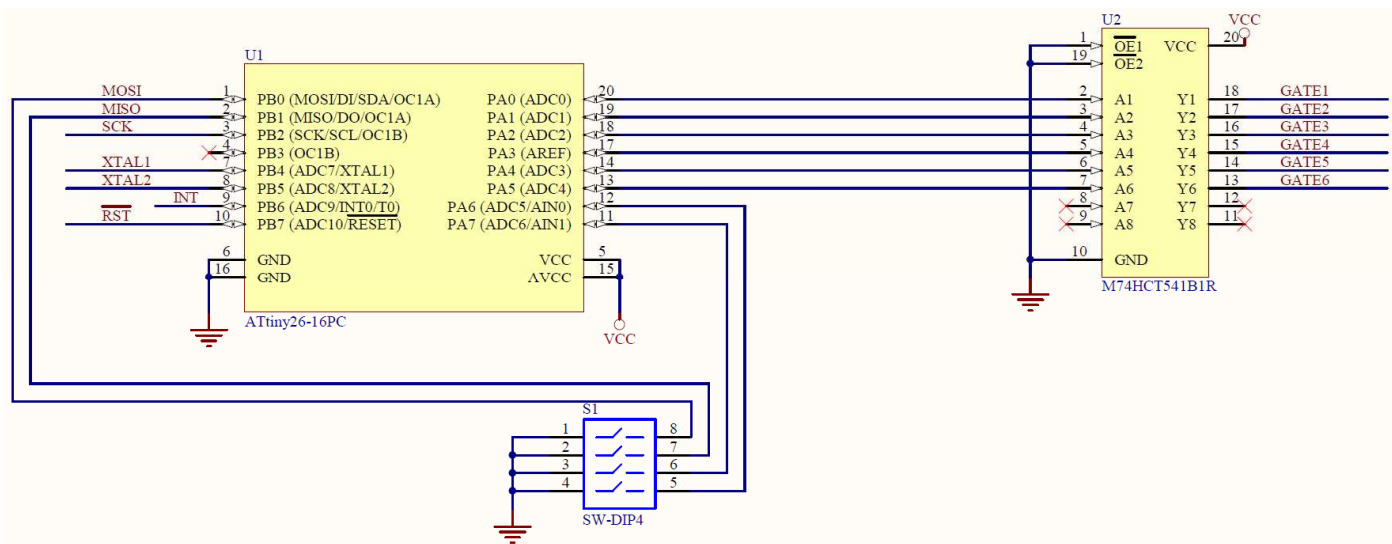 U1
MOSI 1 PB0 (MOSI/DI/SDA/OC1A) PA0 (ADC0) 20
MISO 2 PB1 (MISO/DO/OC1A) PA1 (ADC1) 19
SCK 3 PB2 (SCK/SCL/OC1B) PA2 (ADC2) 18
4 PB3 (OC1B) PA3 (AREF) 17
XTAL1 7 PB4 (ADC7/XTAL1) PA4 (ADC3) 14
XTAL2 8 PB5 (ADC8/XTAL2) PA5 (ADC4) 13
INT 9 PB6 (ADC9/INT0/T0) PA6 (ADC5/AIN0) 12
RST 10 PB7 (ADC10/RESET) PA7 (ADC6/AIN1) 11
6 GND VCC 5
16 GND AVCC 15
ATtiny26-16PC
VCC
U2
VCC
1 OE1 VCC 20
19 OE2
2 A1 Y1 18 GATE1
3 A2 Y2 17 GATE2
4 A3 Y3 16 GATE3
5 A4 Y4 15 GATE4
6 A5 Y5 14 GATE5
7 A6 Y6 13 GATE6
8 A7 Y7 12
9 A8 Y8 11
10 GND
M74HCT541B1R
S1
1 8
2 7
3 6
4 5
SW-DIP4